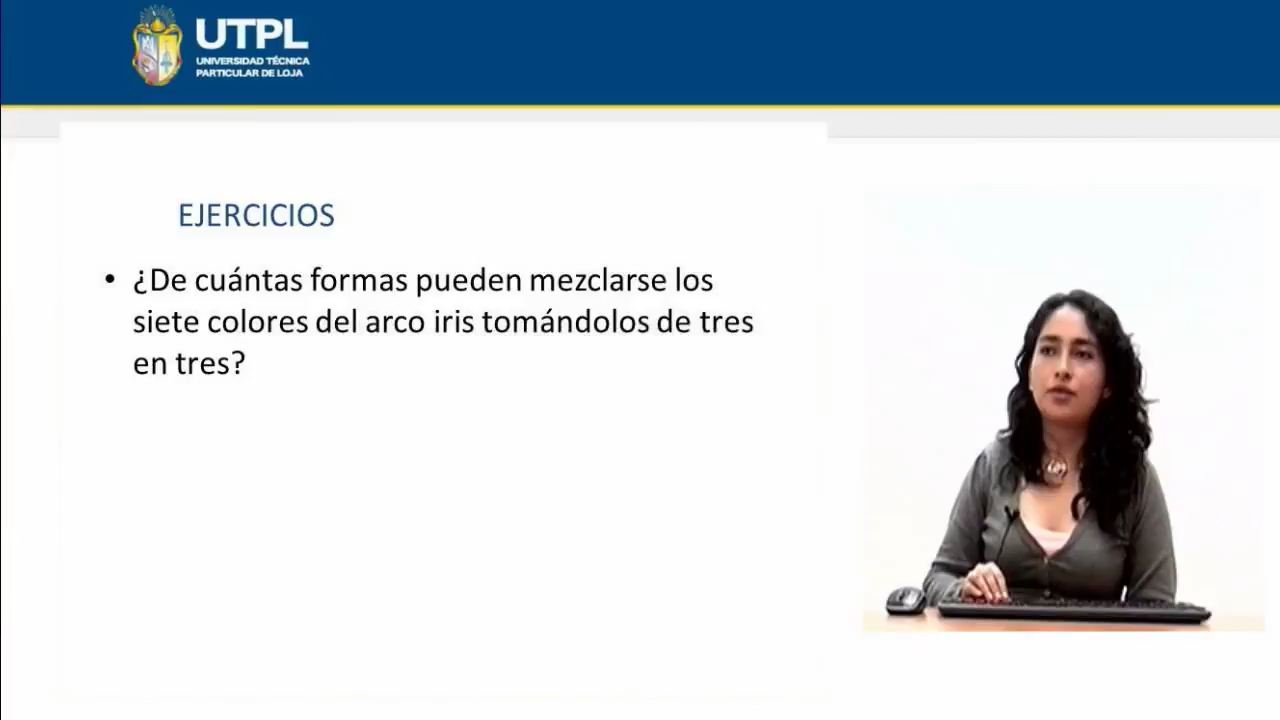 UTPL
UNIVERSIDAD TÉCNICA
PARTICULAR DE LOJA
EJERCICIOS
• ¿De cuántas formas pueden mezclarse los
siete colores del arco iris tomándolos de tres
en tres?